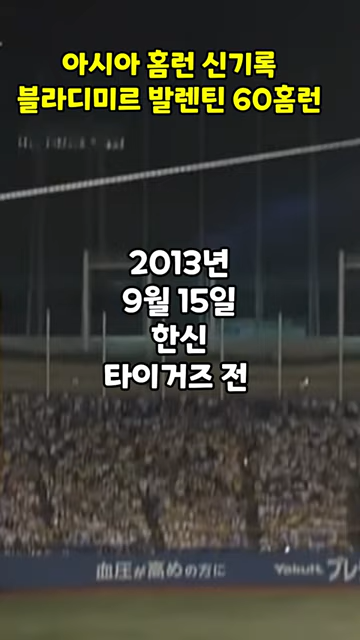 아시아 홈런 신기록
블라디미르 발렌틴 60홈런
2013년
9월 15일
한신
타이거즈 전
血圧が高めの方に
Yakult プレ